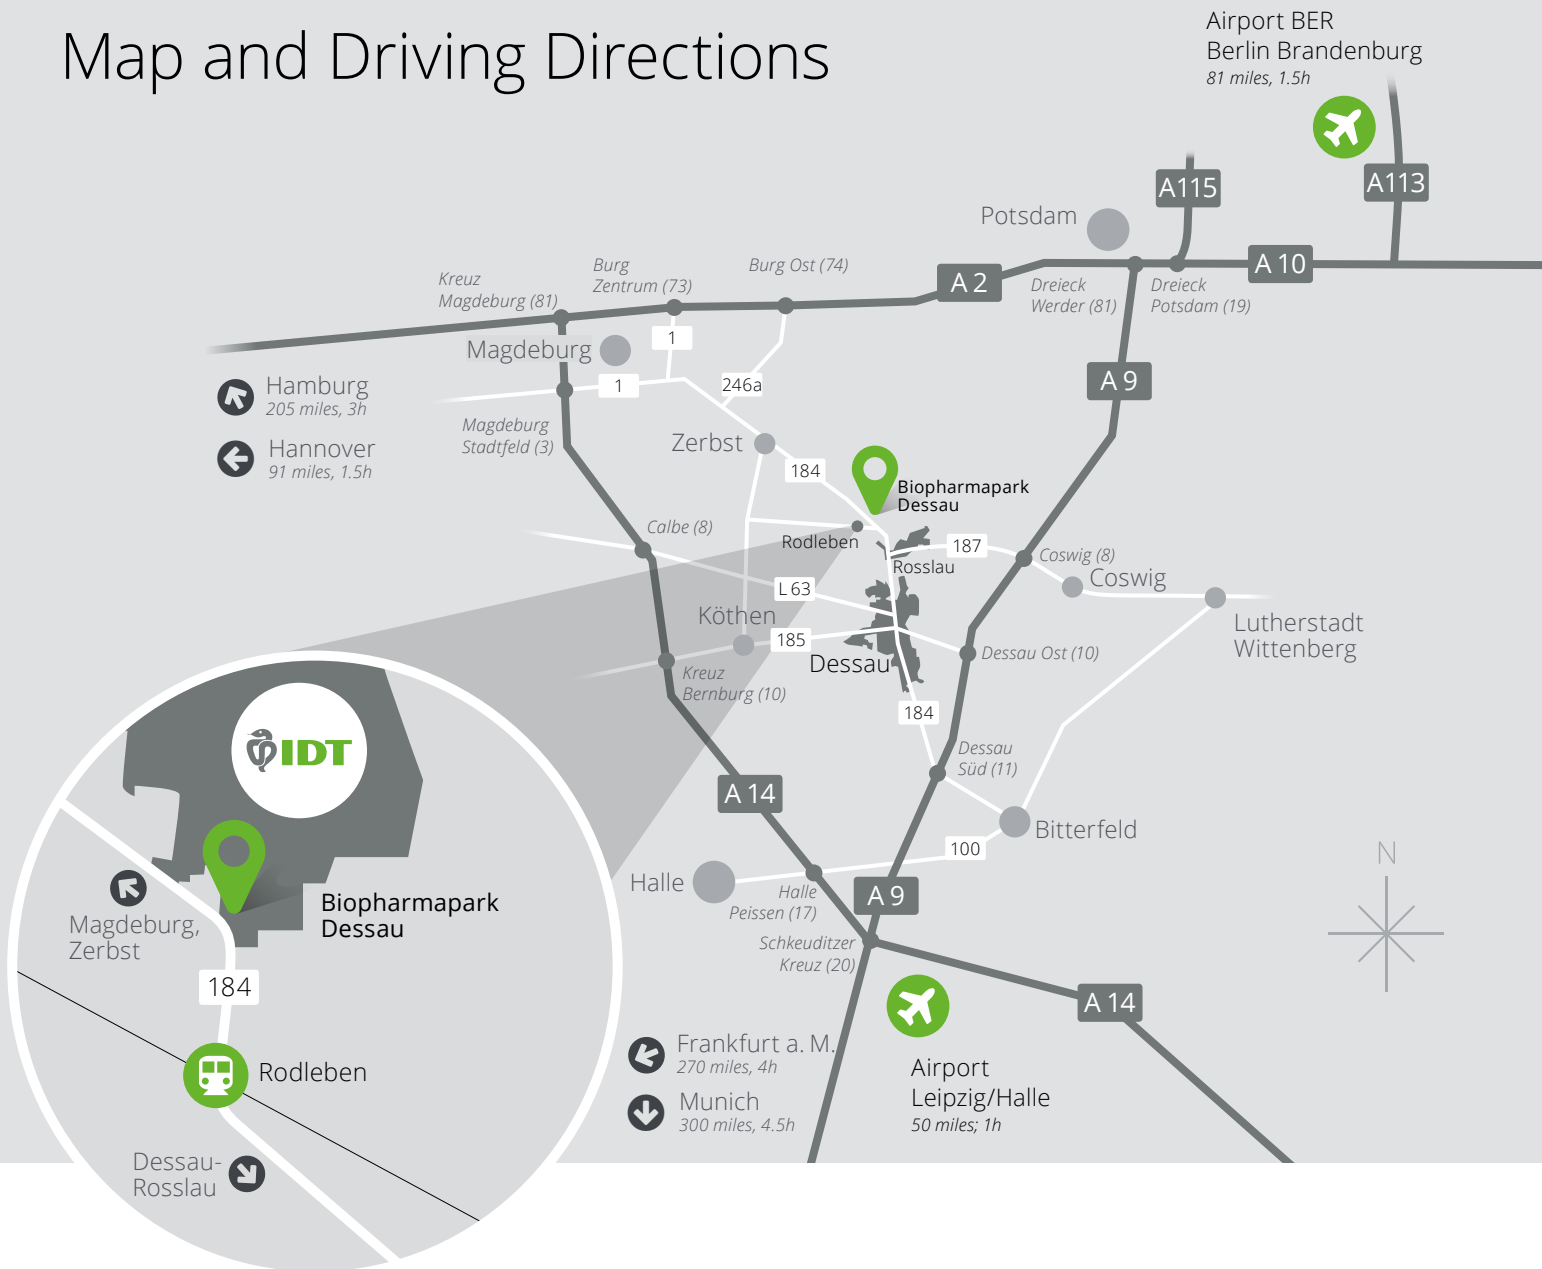 Map and Driving Directions
Airport BER
Berlin Brandenburg
81 miles, 1.5h
A115
A113
Potsdam
A 10
A 2
Burg
Zentrum (73)
Burg Ost (74)
Kreuz
Magdeburg (81)
Dreieck
Werder (81)
Dreieck
Potsdam (19)
Magdeburg
1
1
246a
A 9
Hamburg
205 miles, 3h
Hannover
91 miles, 1.5h
Magdeburg
Stadtfeld (3)
Zerbst
184
Biopharmapark
Dessau
Calbe (8)
Rodleben
187
Rosslau
Coswig (8)
Coswig
L 63
Köthen
185
Lutherstadt
Wittenberg
Dessau
Dessau Ost (10)
Kreuz
Bernburg (10)
184
Dessau
Süd (11)
IDT
A 14
Bitterfeld
100
Halle
A 9
Halle
Peissen (17)
N
Biopharmapark
Dessau
Magdeburg,
Zerbst
Schkeuditzer
Kreuz (20)
184
A 14
Rodleben
Frankfurt a. M.
270 miles, 4h
Munich
300 miles, 4.5h
Airport
Leipzig/Halle
50 miles; 1h
Dessau-
Rosslau